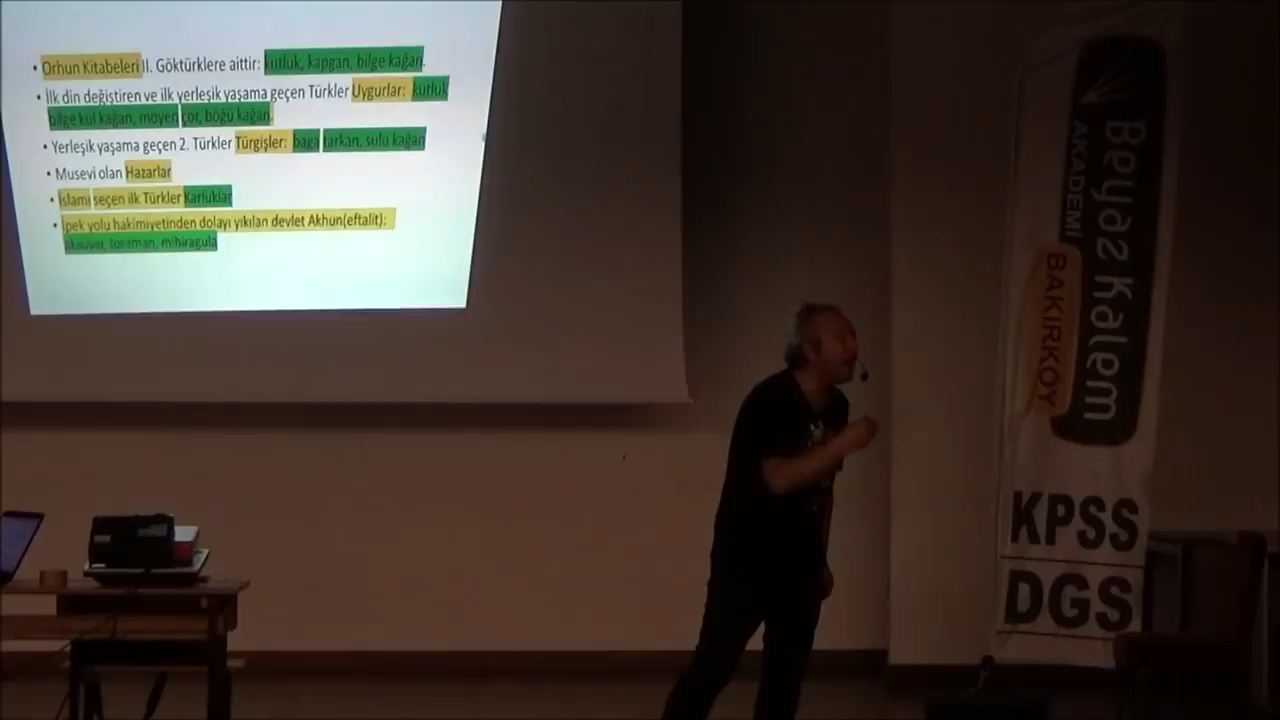 • Orhun Kitabeleri II. Göktürklere aittir: kutluk, kapgan, bilge kağan.
• İlk din değiştiren ve ilk yerleşik yaşama geçen Türkler Uygurlar: kutluk
bilge kül kağan, moyen çor, böğü kağan.
• Yerleşik yaşama geçen 2. Türkler Türgişler: baga tarkan, sulu kağan
• Musevi olan Hazarlar
• İslamı seçen ilk Türkler Karluklar
• İpek yolu hakimiyetinden dolayı yıkılan devlet Akhun(eftalit):
toraman, mihiragula
Beyaz Kalem
AKADEMİ
BAKIRKÖY
KPSS
DGS